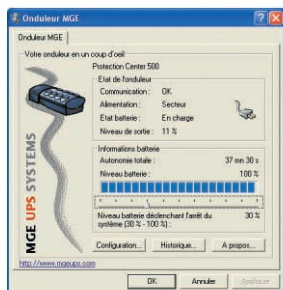 Onduleur MGE
Onduleur MGE
Votre onduleur en un coup d'oeil
Protection Center 500
Etat de l'onduleur
Communication : OK
Alimentation : Secteur
Etat batterie : En charge
Niveau de sortie : 11 %
Informations batterie
Autonomie totale : 37 mn 30 s
Niveau batterie : 100 %
Niveau batterie déclenchant l'arrêt du système (30 % - 100 %) : 30 %
MGE UPS SYSTEMS
Configuration... Historique... A propos...
http://www.mgeups.com
OK Annuler Appliquer